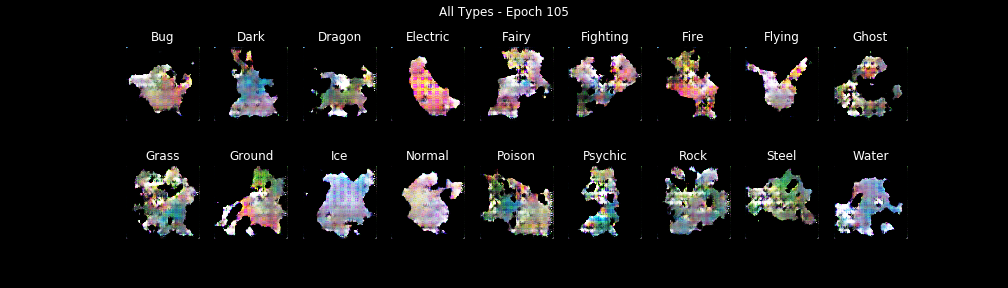 All Types - Epoch 105
Bug Dark Dragon Electric Fairy Fighting Fire Flying Ghost
Grass Ground Ice Normal Poison Psychic Rock Steel Water